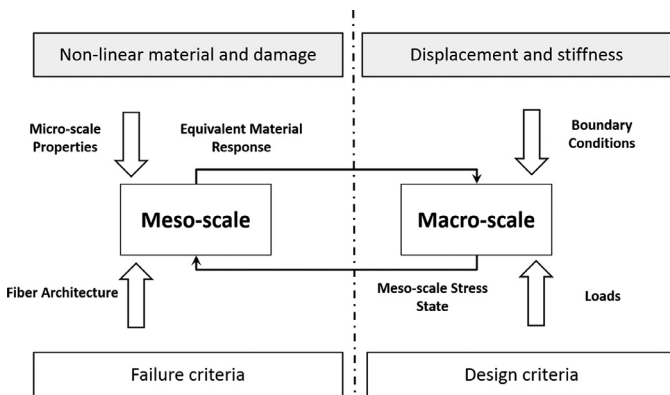 Non-linear material and damage
Displacement and stiffness
Micro-scale
Properties
Equivalent Material
Response
Boundary
Conditions
Meso-scale
Macro-scale
Fiber Architecture
Meso-scale Stress
State
Loads
Failure criteria
Design criteria